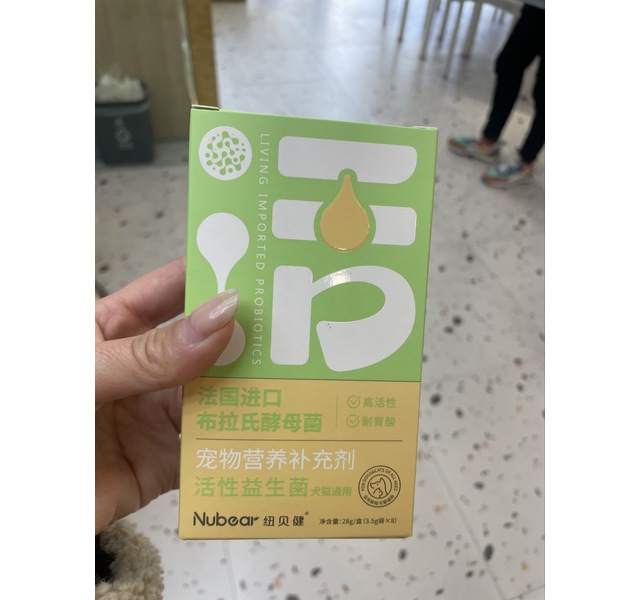 LIVING IMPORTED PROBIOTICS
法国进口
布拉氏酵母菌
高活性
耐胃酸
宠物营养补充剂
活性益生菌 犬猫通用
Nubear 纽贝健®
净含量:28g/盒(3.5g/袋×8)